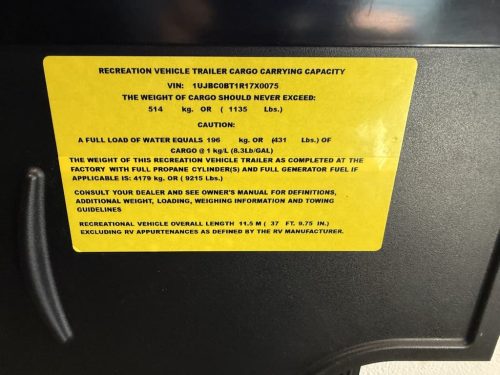 RECREATION VEHICLE TRAILER CARGO CARRYING CAPACITY
VIN: 1UJBC0BT1R17X0075
THE WEIGHT OF CARGO SHOULD NEVER EXCEED:
514 kg. OR ( 1135 Lbs.)
CAUTION:
A FULL LOAD OF WATER EQUALS 196 kg. OR (431 Lbs.) OF
CARGO @ 1 kg/L (8.3Lb/GAL)
THE WEIGHT OF THIS RECREATION VEHICLE TRAILER AS COMPLETED AT THE
FACTORY WITH FULL PROPANE CYLINDER(S) AND FULL GENERATOR FUEL IF
APPLICABLE IS: 4179 kg. OR ( 9215 Lbs.)
CONSULT YOUR DEALER AND SEE OWNER'S MANUAL FOR DEFINITIONS,
ADDITIONAL WEIGHT, LOADING, WEIGHING INFORMATION AND TOWING
GUIDELINES
RECREATIONAL VEHICLE OVERALL LENGTH 11.5 M ( 37 FT. 9.75 IN.)
EXCLUDING RV APPURTENANCES AS DEFINED BY THE RV MANUFACTURER.